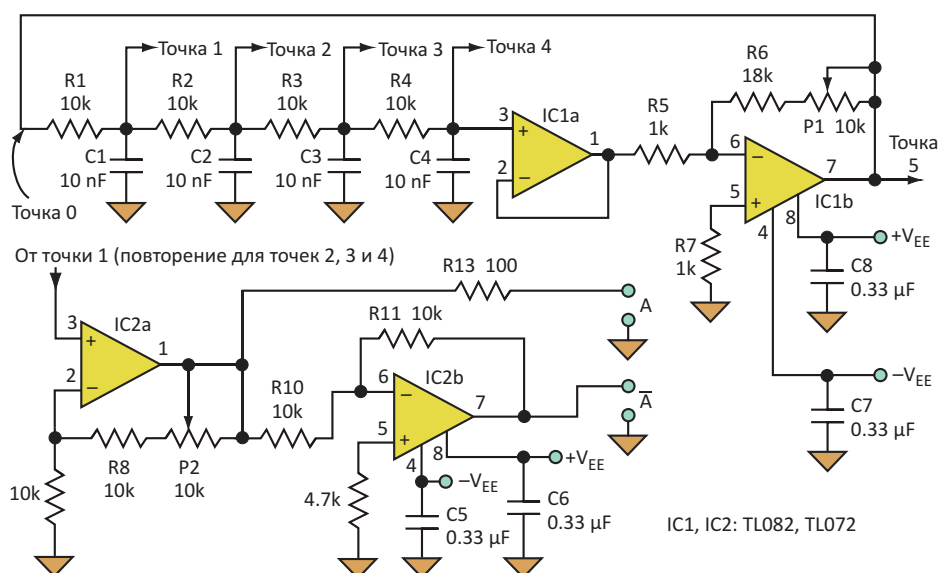 Точка 1
Точка 2
Точка 3
Точка 4
R1
10k
R2
10k
R3
10k
R4
10k
C1
10 nF
C2
10 nF
C3
10 nF
C4
10 nF
Точка 0
3
+
2
−
IC1a
1
R5
1k
R6
18k
P1 10k
6
−
5
+
7
IC1b
4
8
Точка
5
R7
1k
+VEE
C8
0.33 µF
−VEE
C7
0.33 µF
От точки 1 (повторение для точек 2, 3 и 4)
3
+
2
−
IC2a
1
R13 100
A
R11 10k
R10
10k
6
−
5
+
IC2b
7
4
8
A
R8
10k
P2
10k
10k
4.7k
−VEE
C5
0.33 µF
+VEE
C6
0.33 µF
IC1, IC2: TL082, TL072